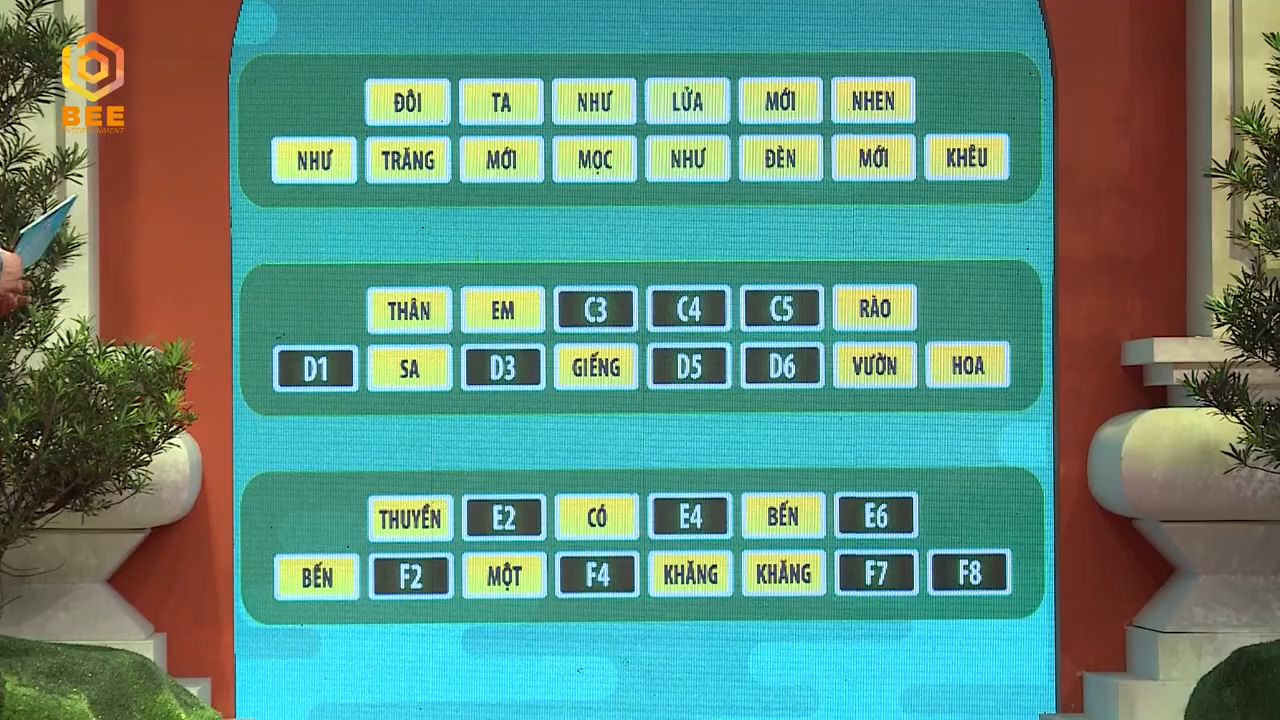 BEE
ENTERTAINMENT
ĐÔI TA NHƯ LỬA MỚI NHEN
NHƯ TRĂNG MỚI MỌC NHƯ ĐÈN MỚI KHÊU
THÂN EM C3 C4 C5 RÀO
D1 SA D3 GIẾNG D5 D6 VƯỜN HOA
THUYỀN E2 CÓ E4 BẾN E6
BẾN F2 MỘT F4 KHĂNG KHĂNG F7 F8